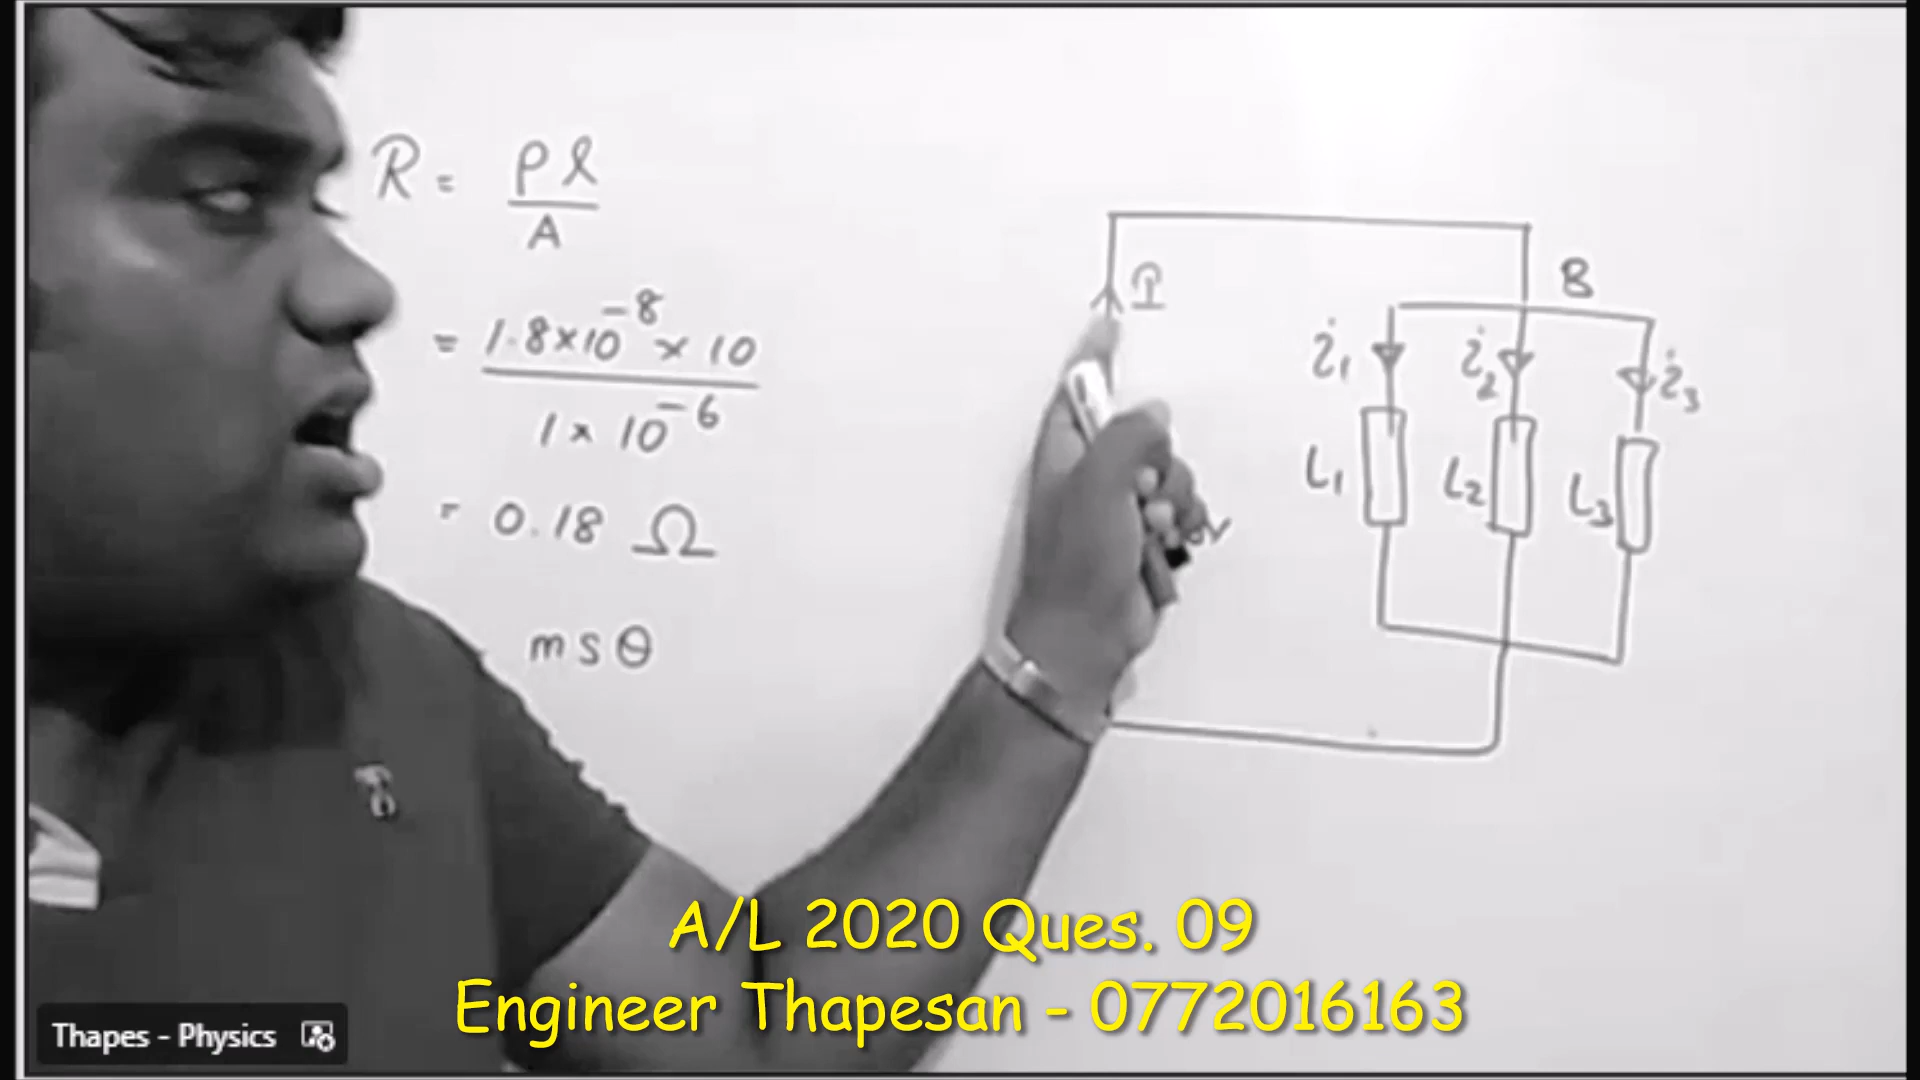 R = ρl
A
= 1.8×10⁻⁸ × 10
1 × 10⁻⁶
= 0.18 Ω
m s θ
I
B
i₁
i₂
i₃
L₁
L₂
L₃
A/L 2020 Ques. 09
Engineer Thapesan - 0772016163
Thapes - Physics